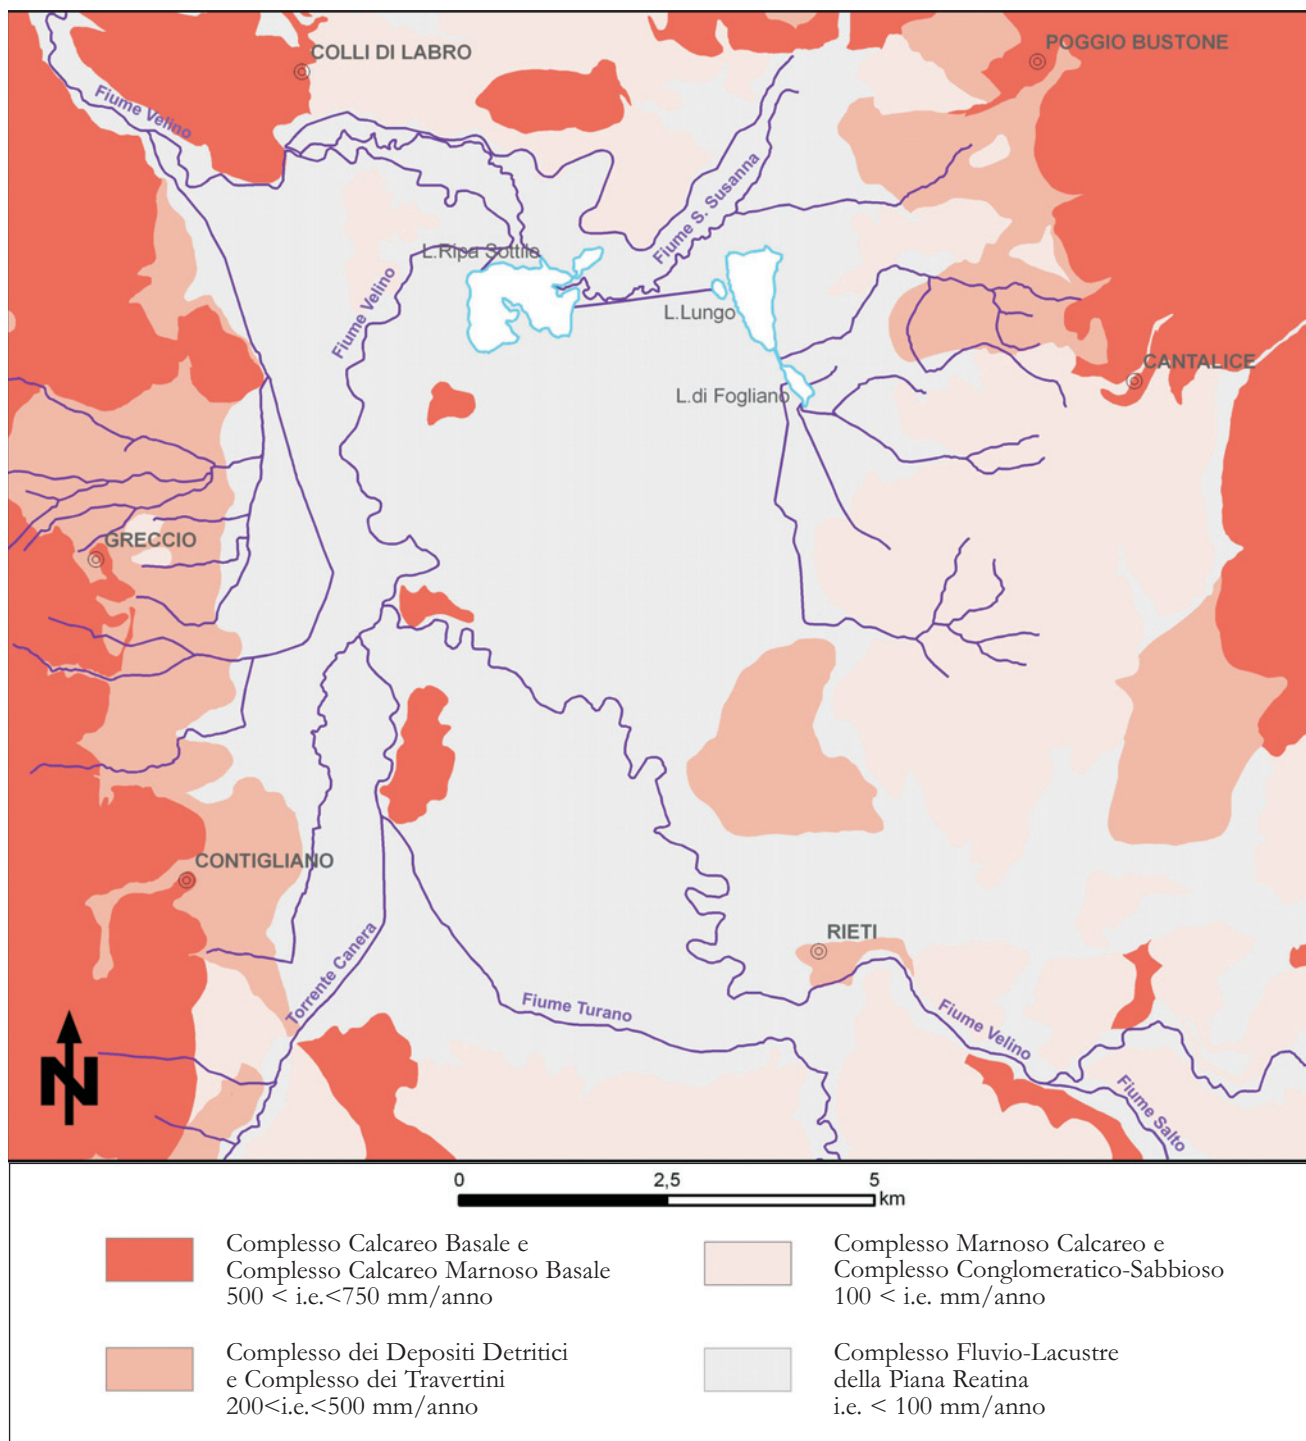 COLLI DI LABRO
POGGIO BUSTONE
Fiume Velino
Fiume S. Susanna
L.Ripa Sottile
Fiume Velino
L.Lungo
CANTALICE
L.di Fogliano
GRECCIO
CONTIGLIANO
RIETI
Torrente Canera
Fiume Turano
Fiume Velino
Fiume Salto
N
0 2,5 5
km
Complesso Calcareo Basale e
Complesso Calcareo Marnoso Basale
500 < i.e.<750 mm/anno
Complesso Marnoso Calcareo e
Complesso Conglomeratico-Sabbioso
100 < i.e. mm/anno
Complesso dei Depositi Detritici
e Complesso dei Travertini
200<i.e.<500 mm/anno
Complesso Fluvio-Lacustre
della Piana Reatina
i.e. < 100 mm/anno